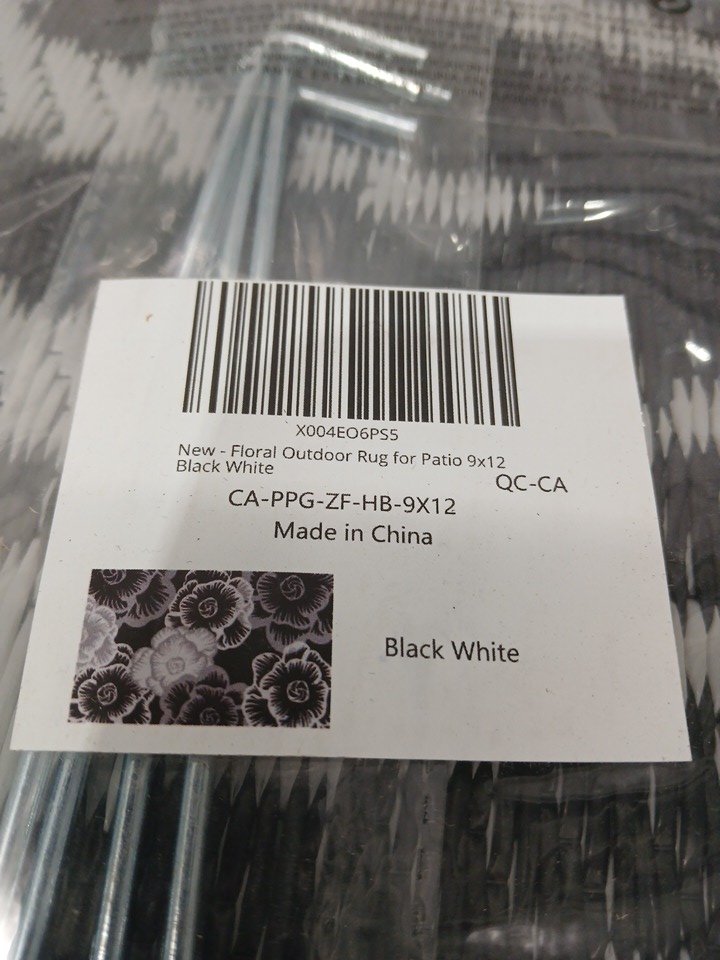 X004EO6PS5
New - Floral Outdoor Rug for Patio 9x12
Black White
QC-CA
CA-PPG-ZF-HB-9X12
Made in China
Black White